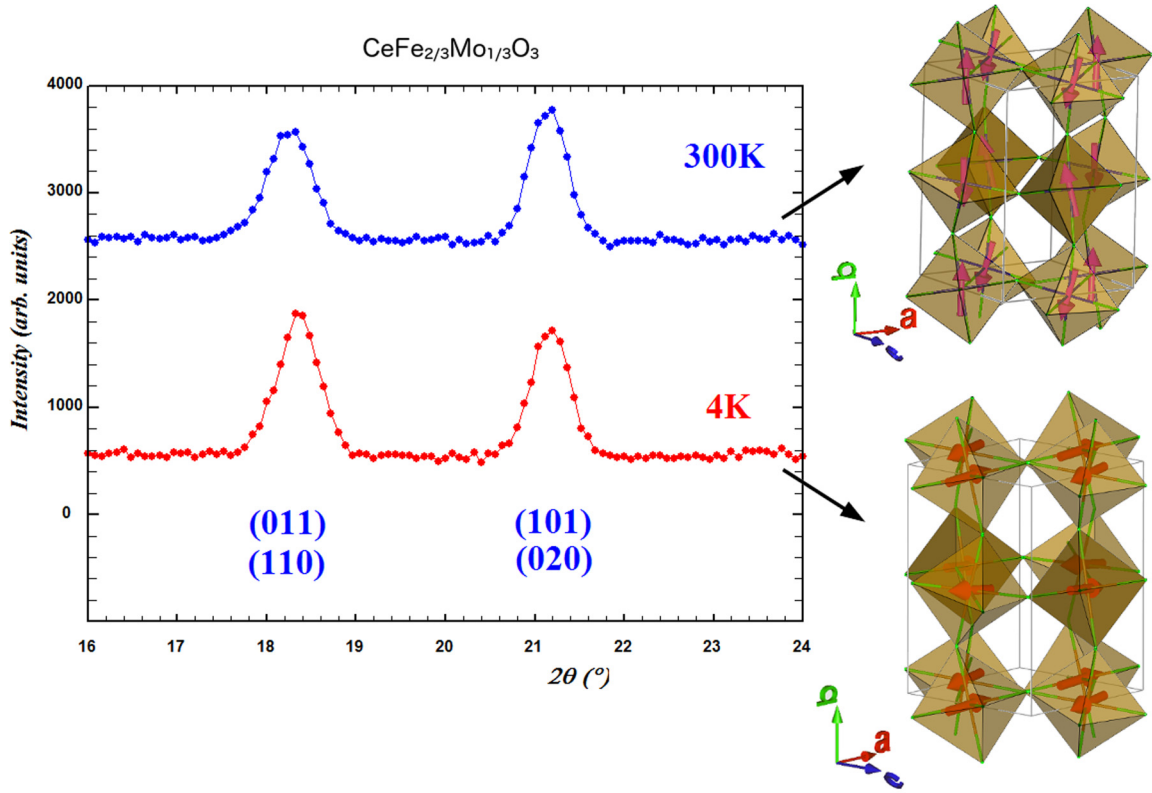 CeFe2/3Mo1/3O3
4000
3000
2000
1000
0
Intensity (arb. units)
300K
4K
(011)
(110)
(101)
(020)
16 17 18 19 20 21 22 23 24
2θ (°)
b
a
c
b
a
c